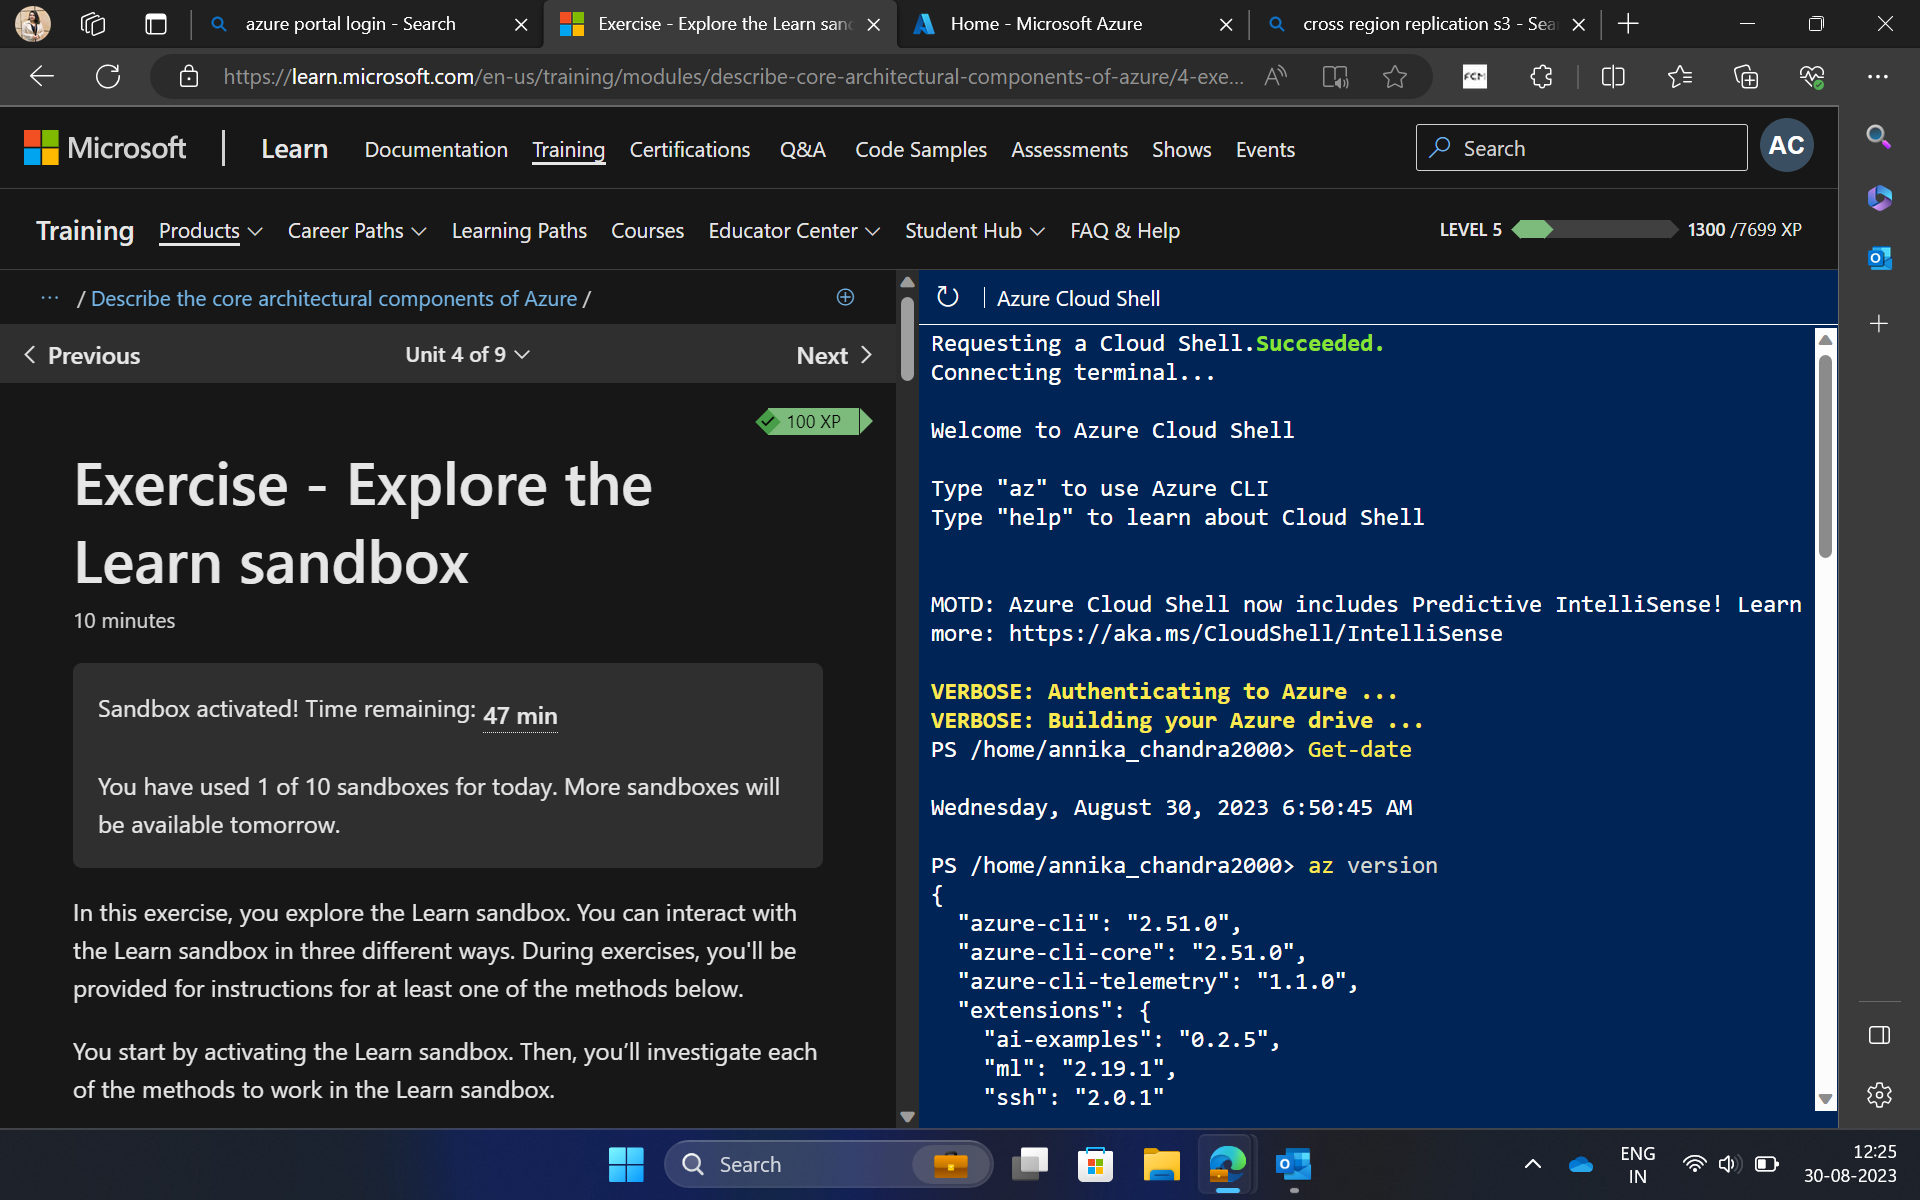 azure portal login - Search
Exercise - Explore the Learn san
Home - Microsoft Azure
cross region replication s3 - Sea
https://learn.microsoft.com/en-us/training/modules/describe-core-architectural-components-of-azure/4-exe...
FCM
Microsoft
Learn
Documentation
Training
Certifications
Q&A
Code Samples
Assessments
Shows
Events
Search
AC
Training
Products
Career Paths
Learning Paths
Courses
Educator Center
Student Hub
FAQ & Help
LEVEL 5
1300 /7699 XP
... / Describe the core architectural components of Azure /
Previous
Unit 4 of 9
Next
100 XP
Exercise - Explore the
Learn sandbox
10 minutes
Sandbox activated! Time remaining: 47 min
You have used 1 of 10 sandboxes for today. More sandboxes will
be available tomorrow.
In this exercise, you explore the Learn sandbox. You can interact with
the Learn sandbox in three different ways. During exercises, you'll be
provided for instructions for at least one of the methods below.
You start by activating the Learn sandbox. Then, you’ll investigate each
of the methods to work in the Learn sandbox.
Azure Cloud Shell
Requesting a Cloud Shell.Succeeded.
Connecting terminal...
Welcome to Azure Cloud Shell
Type "az" to use Azure CLI
Type "help" to learn about Cloud Shell
MOTD: Azure Cloud Shell now includes Predictive IntelliSense! Learn
more: https://aka.ms/CloudShell/IntelliSense
VERBOSE: Authenticating to Azure ...
VERBOSE: Building your Azure drive ...
PS /home/annika_chandra2000> Get-date
Wednesday, August 30, 2023 6:50:45 AM
PS /home/annika_chandra2000> az version
{
"azure-cli": "2.51.0",
"azure-cli-core": "2.51.0",
"azure-cli-telemetry": "1.1.0",
"extensions": {
"ai-examples": "0.2.5",
"ml": "2.19.1",
"ssh": "2.0.1"
Search
ENG
IN
12:25
30-08-2023